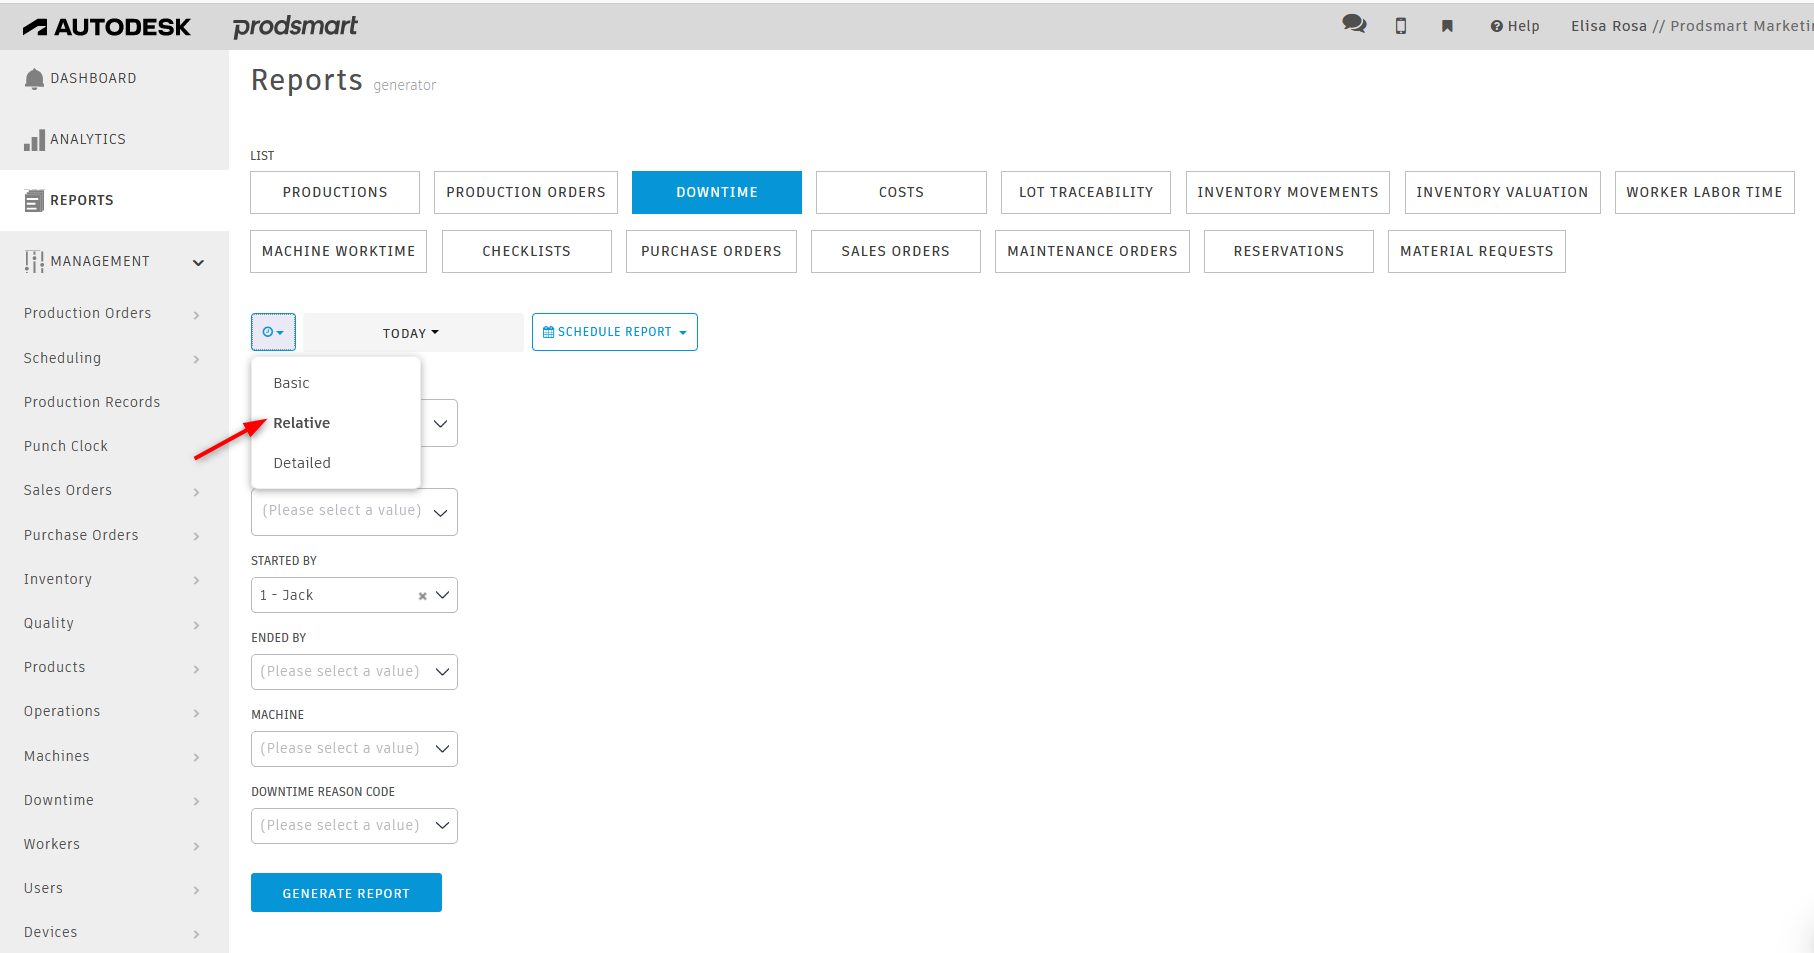 AUTODESK prodsmart Help Elisa Rosa // Prodsmart Marketin
DASHBOARD
ANALYTICS
REPORTS
MANAGEMENT
Production Orders
Scheduling
Production Records
Punch Clock
Sales Orders
Purchase Orders
Inventory
Quality
Products
Operations
Machines
Downtime
Workers
Users
Devices
Reports generator
LIST
PRODUCTIONS PRODUCTION ORDERS DOWNTIME COSTS LOT TRACEABILITY INVENTORY MOVEMENTS INVENTORY VALUATION WORKER LABOR TIME
MACHINE WORKTIME CHECKLISTS PURCHASE ORDERS SALES ORDERS MAINTENANCE ORDERS RESERVATIONS MATERIAL REQUESTS
TODAY SCHEDULE REPORT
Basic
Relative
Detailed
(Please select a value)
STARTED BY
1 - Jack
ENDED BY
(Please select a value)
MACHINE
(Please select a value)
DOWNTIME REASON CODE
(Please select a value)
GENERATE REPORT